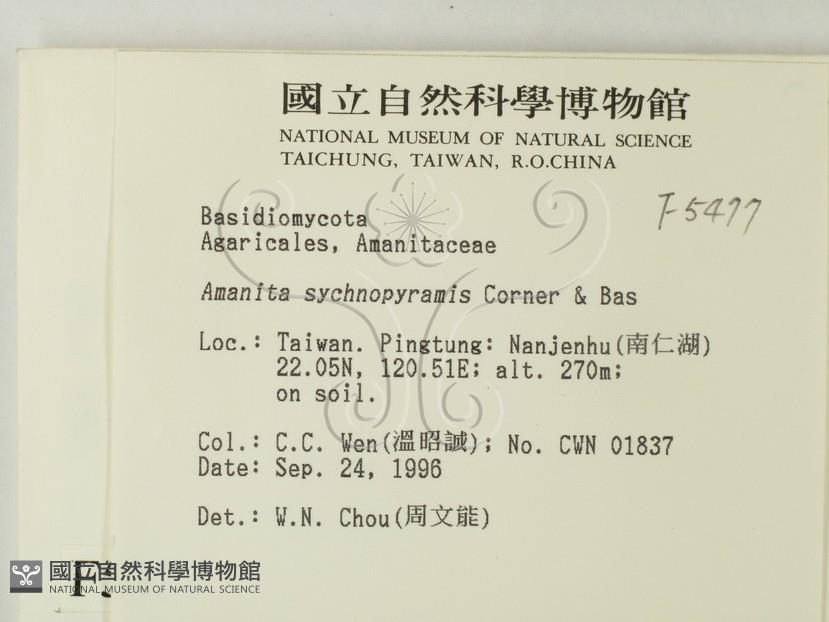 國立自然科學博物館
NATIONAL MUSEUM OF NATURAL SCIENCE
TAICHUNG, TAIWAN, R.O.CHINA
F-5477
Basidiomycota
Agaricales, Amanitaceae
Amanita sychnopyramis Corner & Bas
Loc.: Taiwan. Pingtung: Nanjenhu(南仁湖)
22.05N, 120.51E; alt. 270m;
on soil.
Col.: C.C. Wen(溫昭誠); No. CWN 01837
Date: Sep. 24, 1996
Det.: W.N. Chou(周文能)
國立自然科學博物館
NATIONAL MUSEUM OF NATURAL SCIENCE